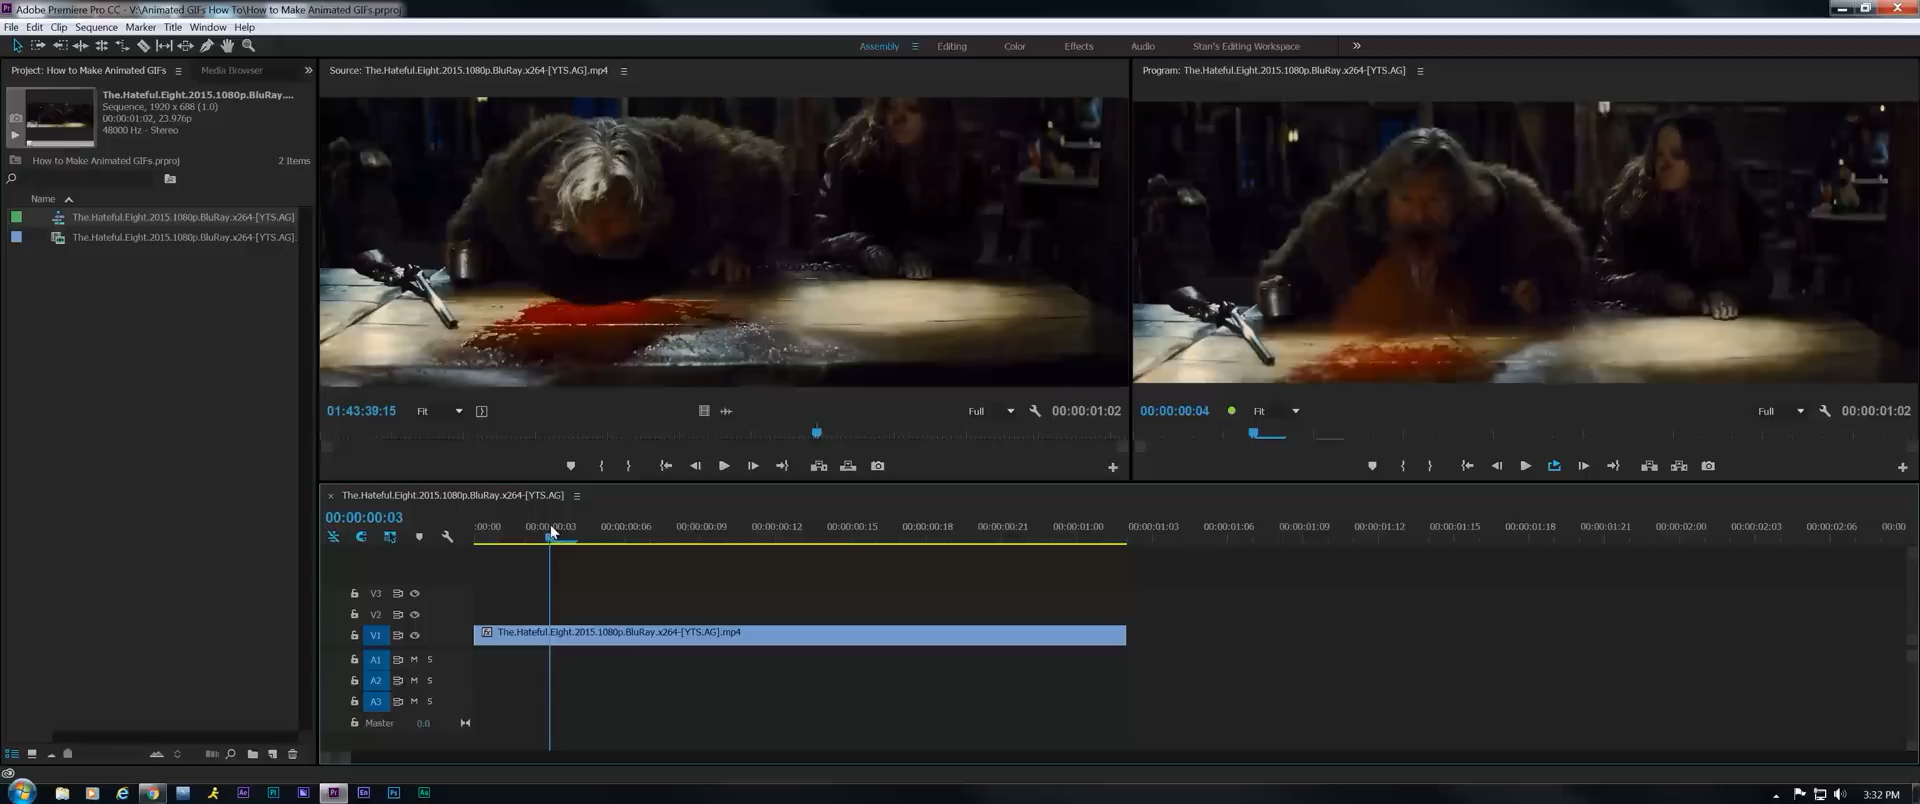 Adobe Premiere Pro CC - V:\Animated GIFs How To\How to Make Animated GIFs.prproj
File Edit Clip Sequence Marker Title Window Help
Assembly Editing Color Effects Audio Stan's Editing Workspace
Project: How to Make Animated GIFs Media Browser
Source: The.Hateful.Eight.2015.1080p.BluRay.x264-[YTS.AG].mp4
Program: The.Hateful.Eight.2015.1080p.BluRay.x264-[YTS.AG]
The.Hateful.Eight.2015.1080p.BluRay....
Sequence, 1920 x 688 (1.0)
00:00:01:02, 23.976p
48000 Hz - Stereo
How to Make Animated GIFs.prproj 2 Items
Name
The.Hateful.Eight.2015.1080p.BluRay.x264-[YTS.AG]
The.Hateful.Eight.2015.1080p.BluRay.x264-[YTS.AG].
01:43:39:15 Fit Full 00:00:01:02
00:00:00:04 Fit Full 00:00:01:02
The.Hateful.Eight.2015.1080p.BluRay.x264-[YTS.AG]
00:00:00:03
:00:00 00:00:00:03 00:00:00:06 00:00:00:09 00:00:00:12 00:00:00:15 00:00:00:18 00:00:00:21 00:00:01:00 00:00:01:03 00:00:01:06 00:00:01:09 00:00:01:12 00:00:01:15 00:00:01:18 00:00:01:21 00:00:02:00 00:00:02:03 00:00:02:06 00:00
V3
V2
V1 fx The.Hateful.Eight.2015.1080p.BluRay.x264-[YTS.AG].mp4
A1 M S
A2 M S
A3 M S
Master 0.0
Ae Pl Pr En Ps Au 3:32 PM